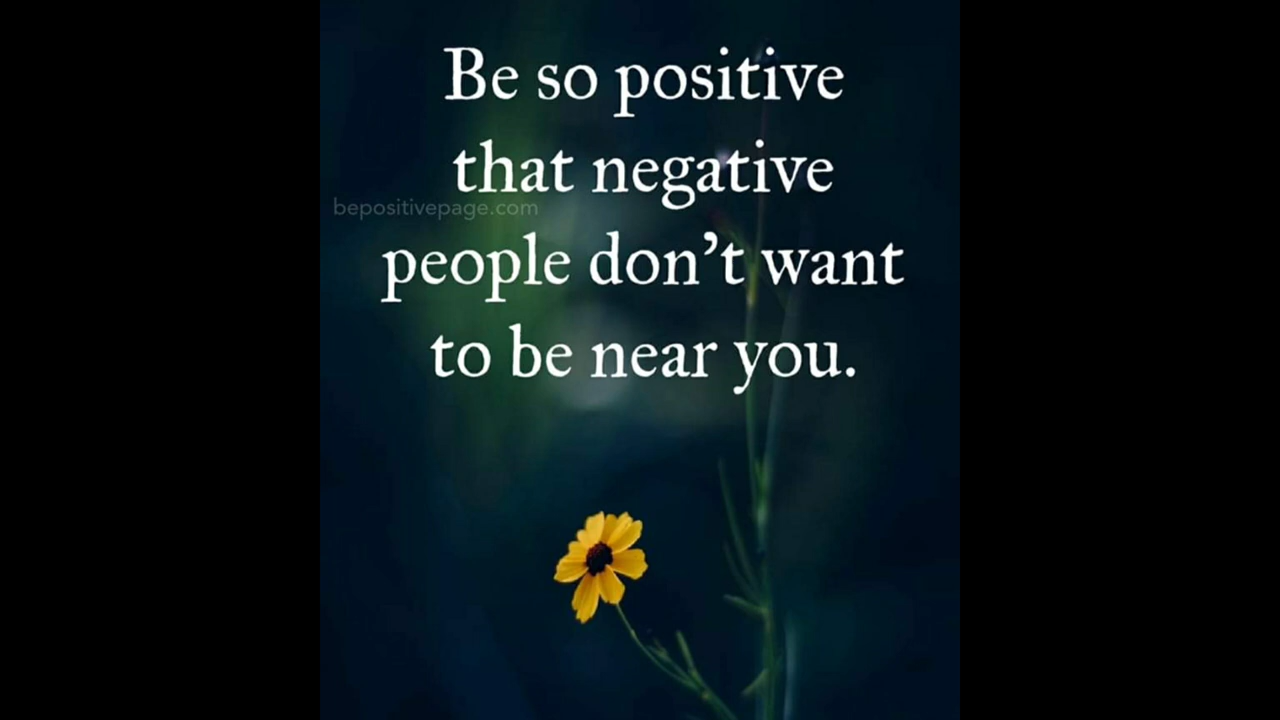 Be so positive
that negative
bepositivepage.com
people don’t want
to be near you.